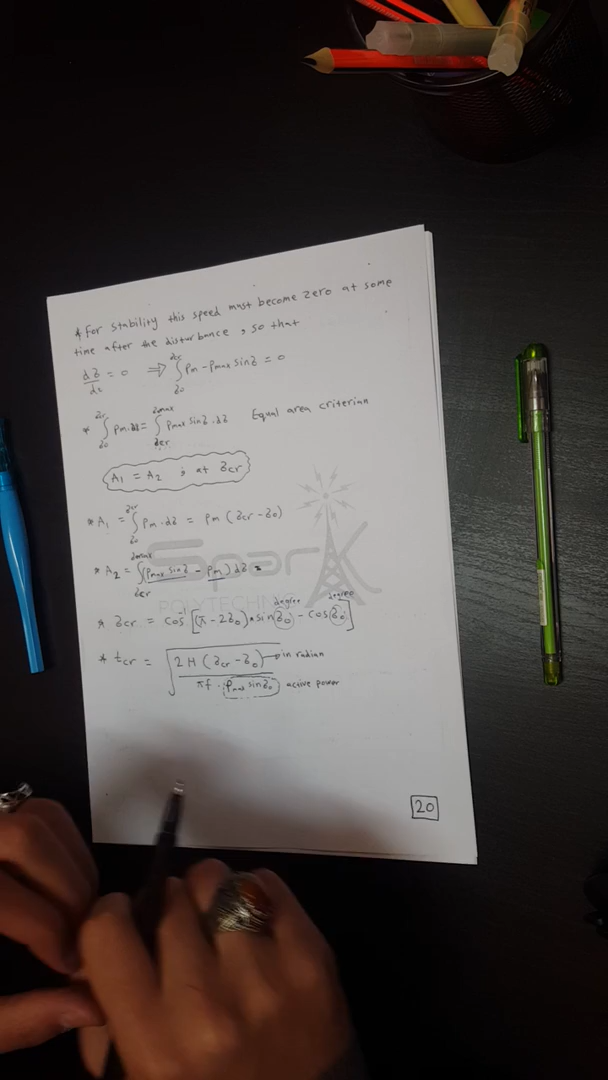 * For stability this speed must become zero at some
time after the disturbance, so that
dδ/dt = 0 ⇒ ∫_{δ0}^{δcr} Pm - Pmax sinδ = 0
* ∫_{δ0}^{δcr} Pm.dδ = ∫_{δcr}^{δmax} Pmax sinδ.dδ Equal area criterian
A1 = A2 ; at δcr
* A1 = ∫_{δ0}^{δcr} Pm.dδ = Pm (δcr - δ0)
* A2 = ∫_{δcr}^{δmax} (Pmax sinδ - Pm) dδ =
degree degree
* δcr = cos⁻¹ [(π - 2δ0) * sin δ0 - cos δ0]
* tcr = √(2H (δcr - δ0) / πf . Pmax sinδ0) in radian
active power
Spark
POLYTECHNIC
20